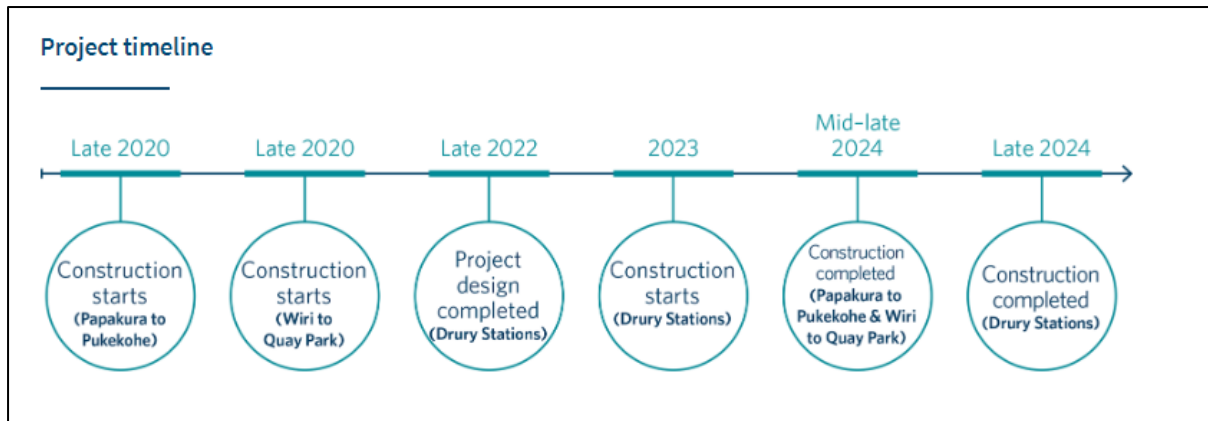 Project timeline
Late 2020
Late 2020
Late 2022
2023
Mid-late
2024
Late 2024
Construction
starts
(Papakura to
Pukekohe)
Construction
starts
(Wiri to
Quay Park)
Project
design
completed
(Drury Stations)
Construction
starts
(Drury Stations)
Construction
completed
(Papakura to
Pukekohe & Wiri
to Quay Park)
Construction
completed
(Drury Stations)